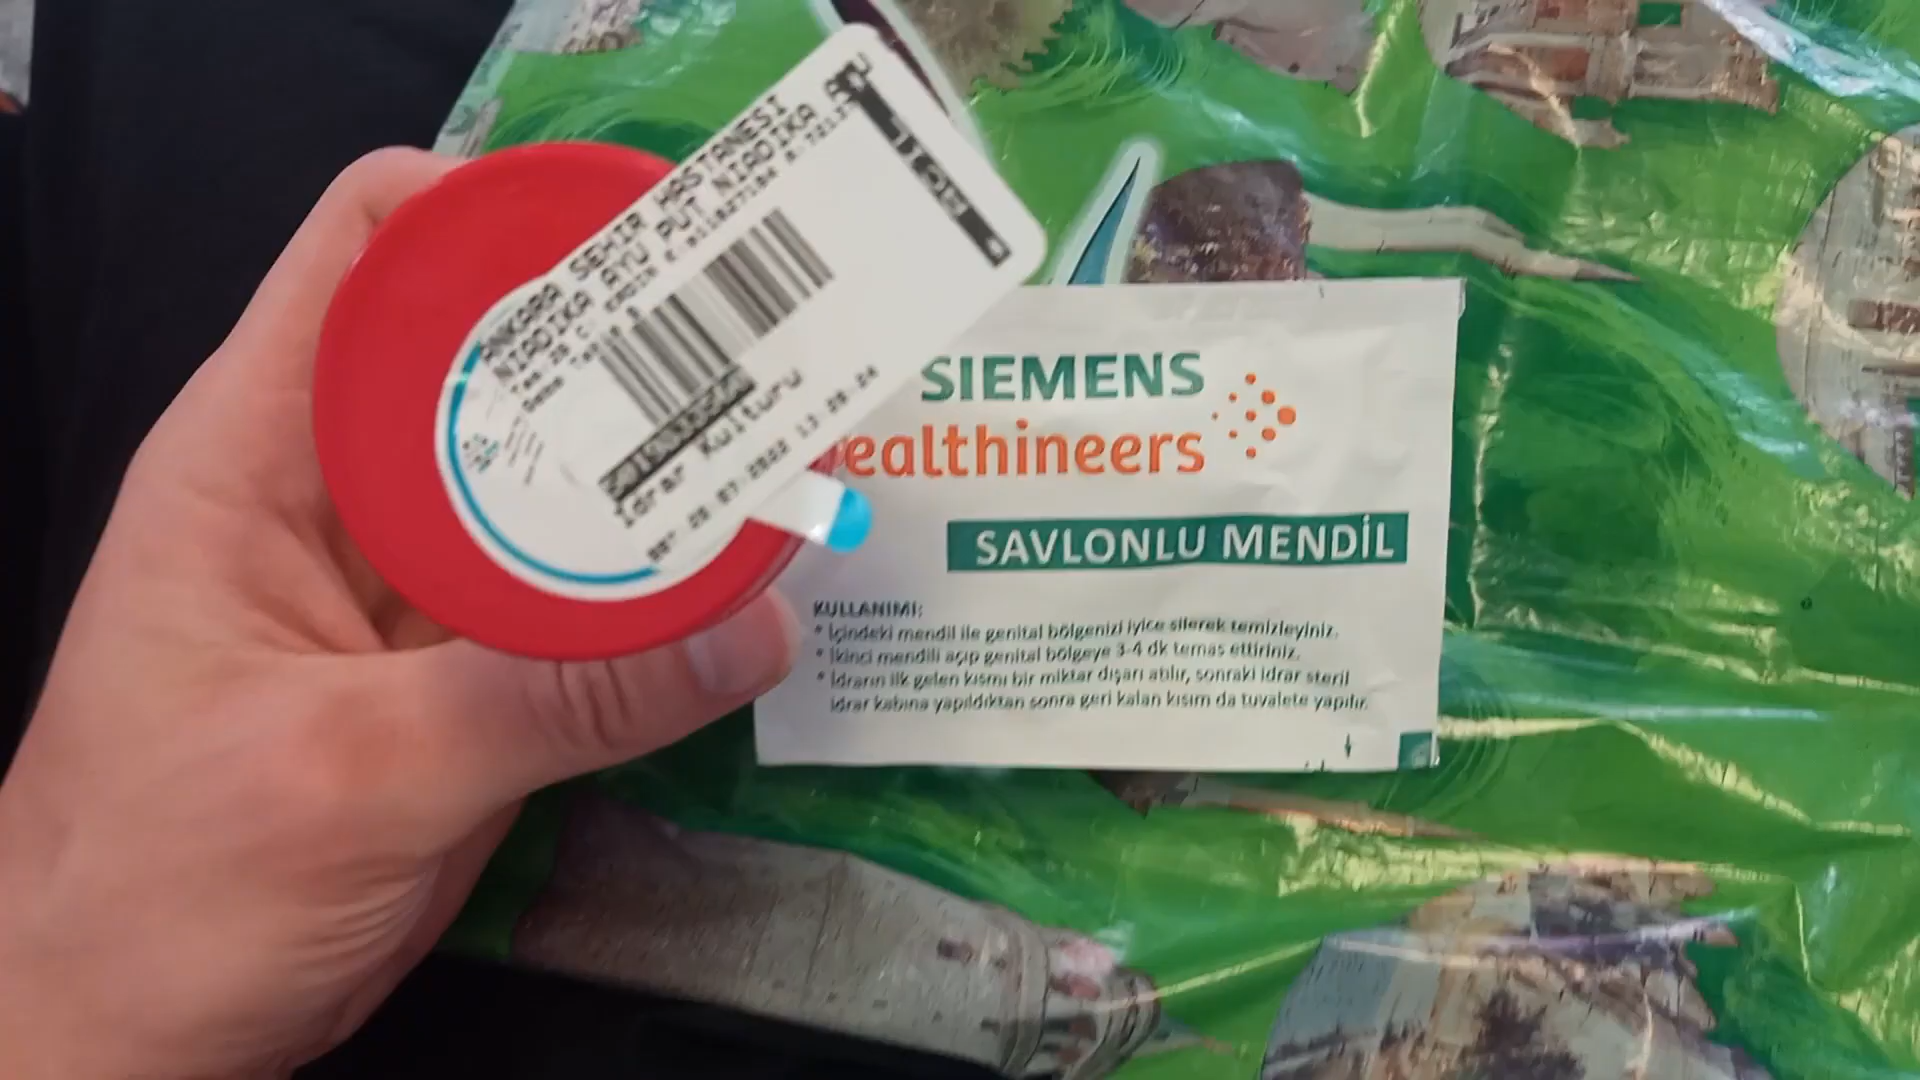 ANKARA SEHIR HASTANESI
NIADIKA AYU PUT NIADIKA AYU
İdrar Kulturu
SIEMENS
ealthineers
SAVLONLU MENDİL
KULLANIMI:
* İçindeki mendil ile genital bölgenizi iyice silerek temizleyiniz.
* İkinci mendili açıp genital bölgeye 3-4 dk temas ettiriniz.
* İdrarın ilk gelen kısmı bir miktar dışarı atılır, sonraki idrar steril
idrar kabına yapıldıktan sonra geri kalan kısım da tuvalete yapılır.